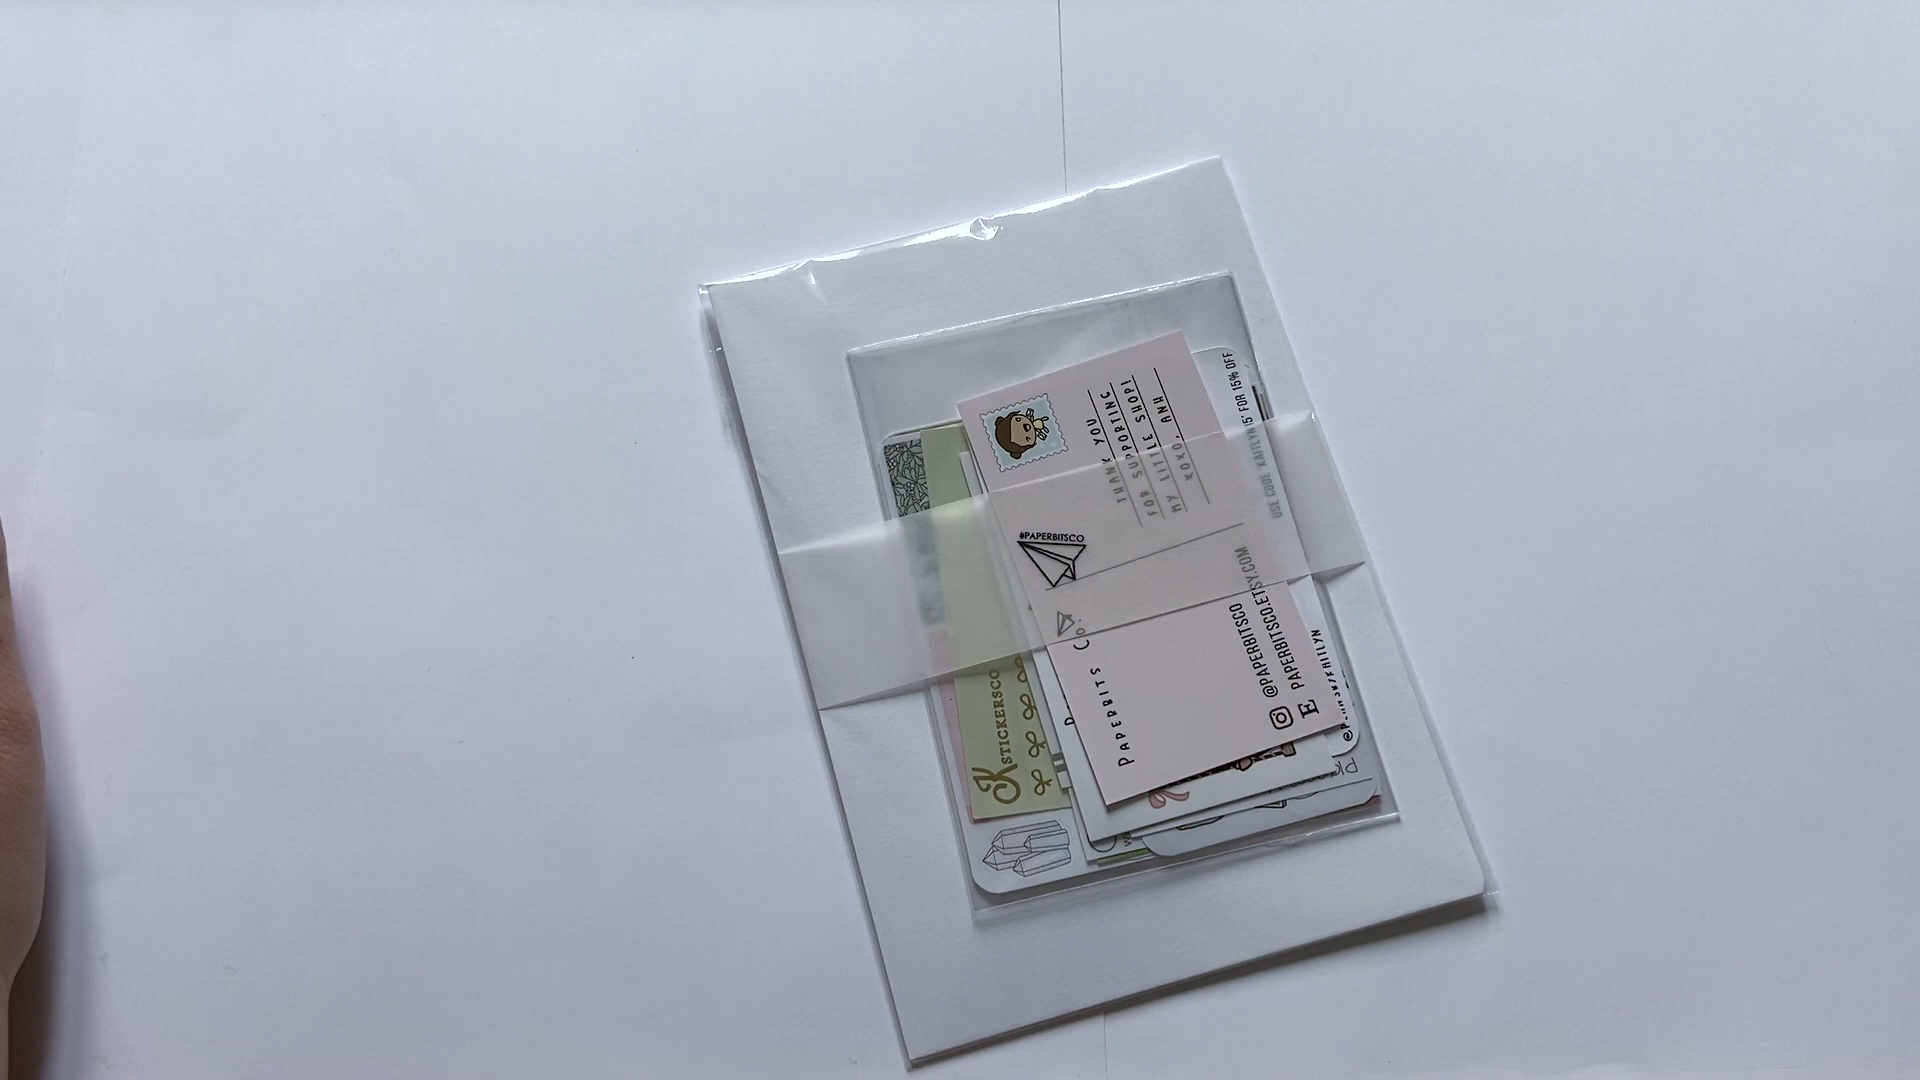 THANK YOU
FOR SUPPORTING
MY LITTLE SHOP!
XOXO, ANH
#PAPERBITSCO
PAPERBITS CO.
@PAPERBITSCO
PAPERBITSCO.ETSY.COM
USE CODE 'KAITLYN15' FOR 15% OFF
KSTICKERSCO